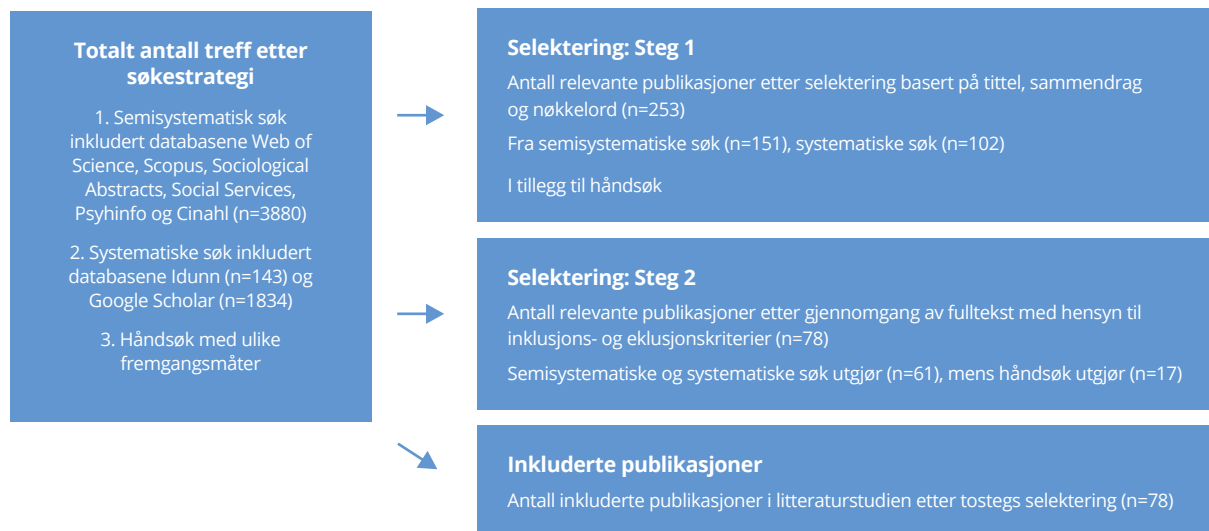 Totalt antall treff etter
søkestrategi
1. Semisystematisk søk
inkludert databasene Web of
Science, Scopus, Sociological
Abstracts, Social Services,
Psyhinfo og Cinahl (n=3880)
2. Systematiske søk inkludert
databasene Idunn (n=143) og
Google Scholar (n=1834)
3. Håndsøk med ulike
fremgangsmåter
Selektering: Steg 1
Antall relevante publikasjoner etter selektering basert på tittel, sammendrag
og nøkkelord (n=253)
Fra semisystematiske søk (n=151), systematiske søk (n=102)
I tillegg til håndsøk
Selektering: Steg 2
Antall relevante publikasjoner etter gjennomgang av fulltekst med hensyn til
inklusjons- og eklusjonskriterier (n=78)
Semisystematiske og systematiske søk utgjør (n=61), mens håndsøk utgjør (n=17)
Inkluderte publikasjoner
Antall inkluderte publikasjoner i litteraturstudien etter tostegs selektering (n=78)